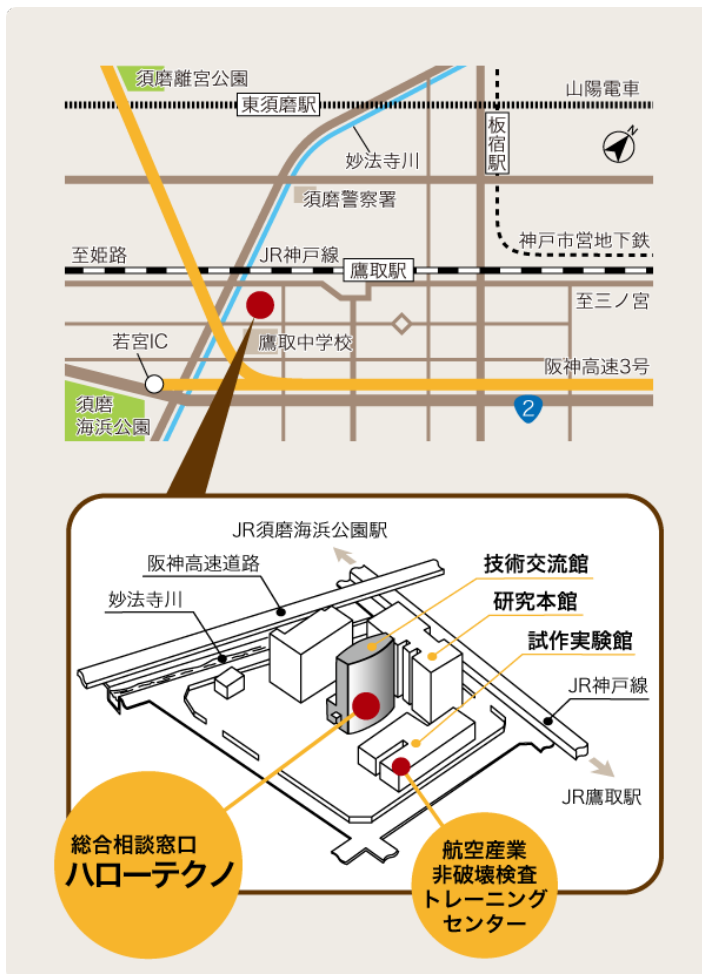 須磨離宮公園
山陽電車
東須磨駅
板宿駅
N
妙法寺川
須磨警察署
神戸市営地下鉄
至姫路
JR神戸線
鷹取駅
至三ノ宮
若宮IC
鷹取中学校
阪神高速3号
須磨
海浜公園
2
JR須磨海浜公園駅
阪神高速道路
技術交流館
妙法寺川
研究本館
試作実験館
JR神戸線
JR鷹取駅
総合相談窓口
ハローテクノ
航空産業
非破壊検査
トレーニング
センター